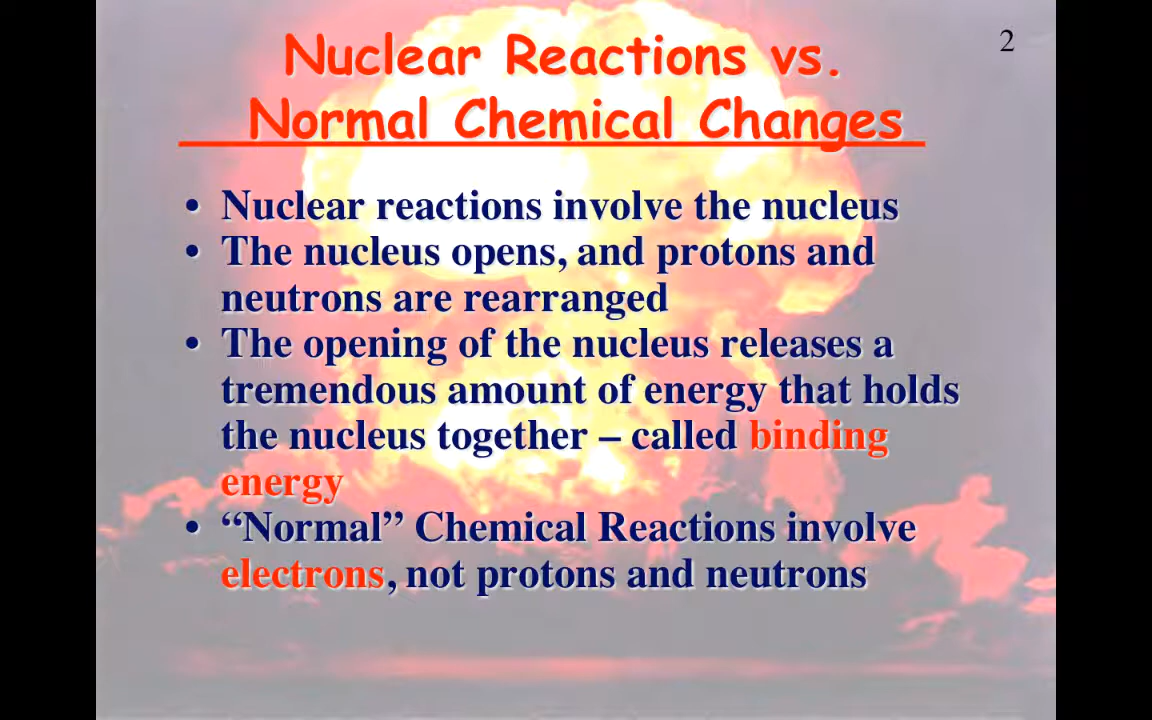 2
Nuclear Reactions vs.
Normal Chemical Changes
• Nuclear reactions involve the nucleus
• The nucleus opens, and protons and
neutrons are rearranged
• The opening of the nucleus releases a
tremendous amount of energy that holds
the nucleus together – called binding
energy
• “Normal” Chemical Reactions involve
electrons, not protons and neutrons